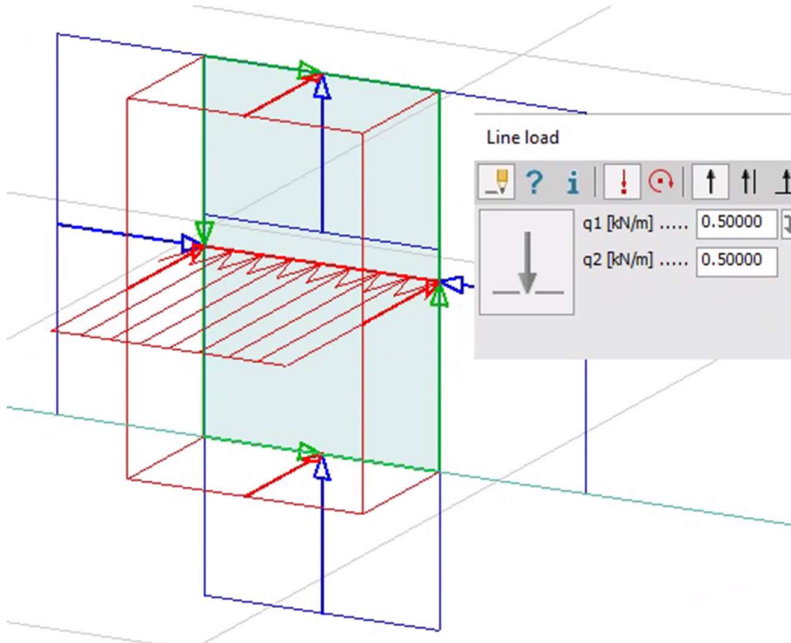 Line load
q1 [kN/m] ..... 0.50000
q2 [kN/m] ..... 0.50000